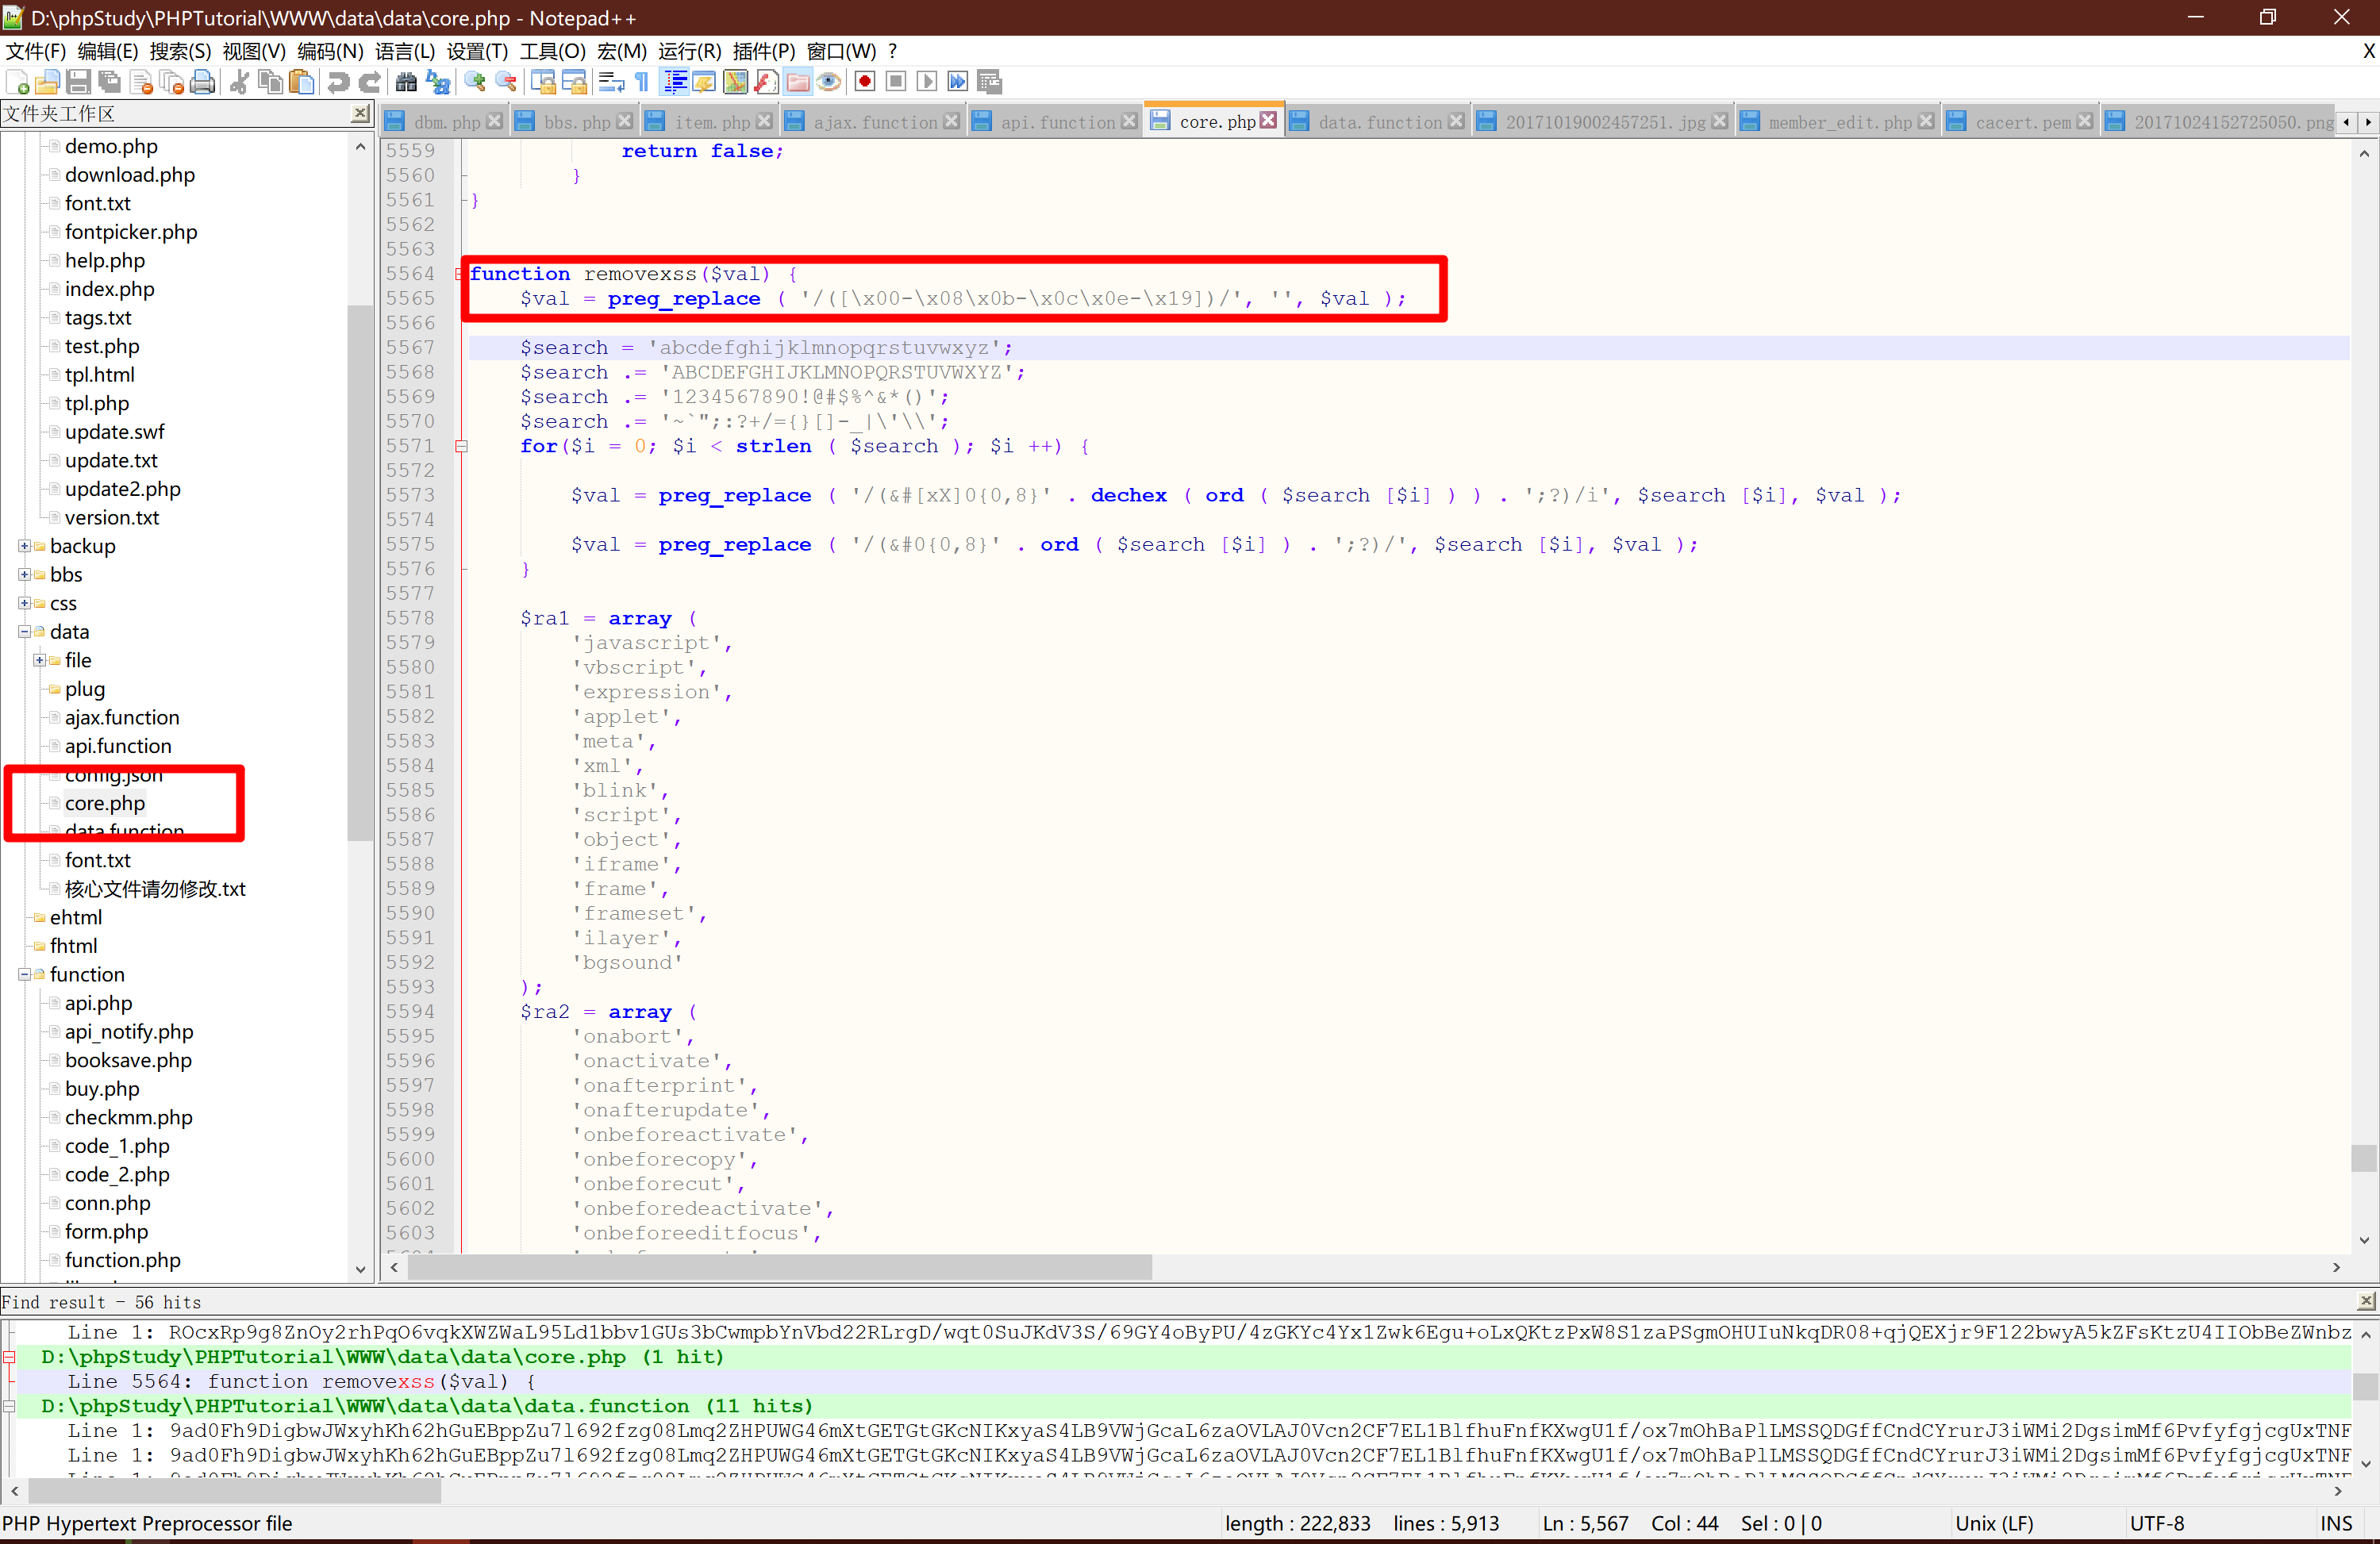 D:\phpStudy\PHPTutorial\WWW\data\data\core.php - Notepad++
文件(F) 编辑(E) 搜索(S) 视图(V) 编码(N) 语言(L) 设置(T) 工具(O) 宏(M) 运行(R) 插件(P) 窗口(W) ? X
文件夹工作区
dbm.php bbs.php item.php ajax.function api.function core.php data.function 20171019002457251.jpg member_edit.php cacert.pem 20171024152725050.png
demo.php
download.php
font.txt
fontpicker.php
help.php
index.php
tags.txt
test.php
tpl.html
tpl.php
update.swf
update.txt
update2.php
version.txt
backup
bbs
css
data
file
plug
ajax.function
api.function
config.json
core.php
data.function
font.txt
核心文件请勿修改.txt
ehtml
fhtml
function
api.php
api_notify.php
booksave.php
buy.php
checkmm.php
code_1.php
code_2.php
conn.php
form.php
function.php
5559 return false;
5560 }
5561 }
5562
5563
5564 function removexss($val) {
5565 $val = preg_replace ( '/([\x00-\x08\x0b-\x0c\x0e-\x19])/', '', $val );
5566
5567 $search = 'abcdefghijklmnopqrstuvwxyz';
5568 $search .= 'ABCDEFGHIJKLMNOPQRSTUVWXYZ';
5569 $search .= '1234567890!@#$%^&*()';
5570 $search .= '~`";:?+/={}[]-_|\'\\';
5571 for($i = 0; $i < strlen ( $search ); $i ++) {
5572
5573 $val = preg_replace ( '/(&#[xX]0{0,8}' . dechex ( ord ( $search [$i] ) ) . ';?)/i', $search [$i], $val );
5574
5575 $val = preg_replace ( '/(&#0{0,8}' . ord ( $search [$i] ) . ';?)/', $search [$i], $val );
5576 }
5577
5578 $ra1 = array (
5579 'javascript',
5580 'vbscript',
5581 'expression',
5582 'applet',
5583 'meta',
5584 'xml',
5585 'blink',
5586 'script',
5587 'object',
5588 'iframe',
5589 'frame',
5590 'frameset',
5591 'ilayer',
5592 'bgsound'
5593 );
5594 $ra2 = array (
5595 'onabort',
5596 'onactivate',
5597 'onafterprint',
5598 'onafterupdate',
5599 'onbeforeactivate',
5600 'onbeforecopy',
5601 'onbeforecut',
5602 'onbeforedeactivate',
5603 'onbeforeeditfocus',
Find result - 56 hits
Line 1: ROcxRp9g8ZnOy2rhPqO6vqkXWZWaL95Ld1bbv1GUs3bCwmpbYnVbd22RLrgD/wqt0SuJKdV3S/69GY4oByPU/4zGKYc4Yx1Zwk6Egu+oLxQKtzPxW8S1zaPSgmOHUIuNkqDR08+qjQEXjr9F122bwyA5kZFsKtzU4IIObBeZWnbz
D:\phpStudy\PHPTutorial\WWW\data\data\core.php (1 hit)
Line 5564: function removexss($val) {
D:\phpStudy\PHPTutorial\WWW\data\data\data.function (11 hits)
Line 1: 9ad0Fh9DigbwJWxyhKh62hGuEBppZu7l692fzg08Lmq2ZHPUWG46mXtGETGtGKcNIKxyaS4LB9VWjGcaL6zaOVLAJ0Vcn2CF7EL1BlfhuFnfKXwgU1f/ox7mOhBaPlLMSSQDGffCndCYrurJ3iWMi2DgsimMf6PvfyfgjcgUxTNF
Line 1: 9ad0Fh9DigbwJWxyhKh62hGuEBppZu7l692fzg08Lmq2ZHPUWG46mXtGETGtGKcNIKxyaS4LB9VWjGcaL6zaOVLAJ0Vcn2CF7EL1BlfhuFnfKXwgU1f/ox7mOhBaPlLMSSQDGffCndCYrurJ3iWMi2DgsimMf6PvfyfgjcgUxTNF
PHP Hypertext Preprocessor file length : 222,833 lines : 5,913 Ln : 5,567 Col : 44 Sel : 0 | 0 Unix (LF) UTF-8 INS